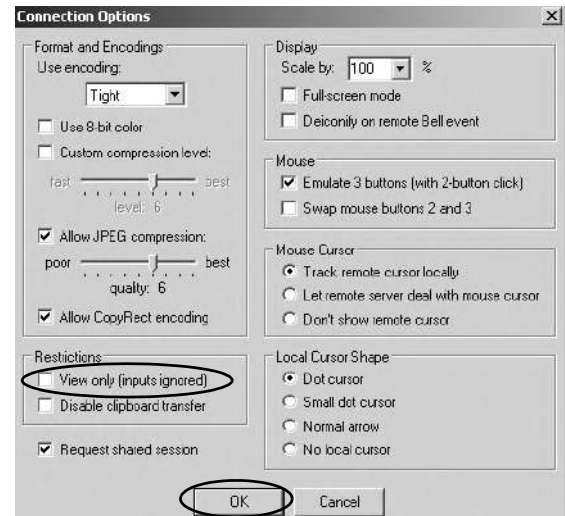 Connection Options
Format and Encodings
Use encoding:
Tight
Use 8-bit color
Custom compression level:
fast best
level: 6
Allow JPEG compression:
poor best
quality: 6
Allow CopyRect encoding
Restrictions
View only (inputs ignored)
Disable clipboard transfer
Request shared session
Display
Scale by: 100 %
Full-screen mode
Deiconify on remote Bell event
Mouse
Emulate 3 buttons (with 2-button click)
Swap mouse buttons 2 and 3
Mouse Cursor
Track remote cursor locally
Let remote server deal with mouse cursor
Don't show remote cursor
Local Cursor Shape
Dot cursor
Small dot cursor
Normal arrow
No local cursor
OK
Cancel